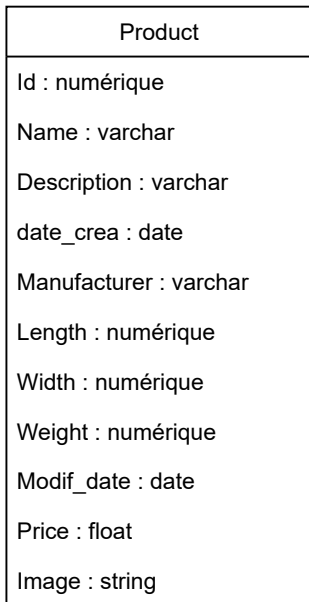 Product
Id : numérique
Name : varchar
Description : varchar
date_crea : date
Manufacturer : varchar
Length : numérique
Width : numérique
Weight : numérique
Modif_date : date
Price : float
Image : string